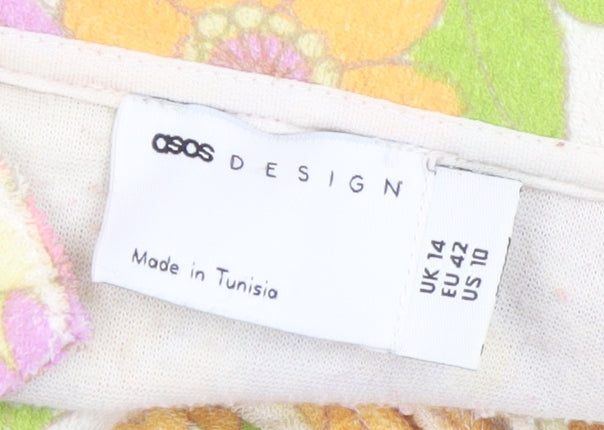 asos DESIGN
Made in Tunisia
UK 14
EU 42
US 10